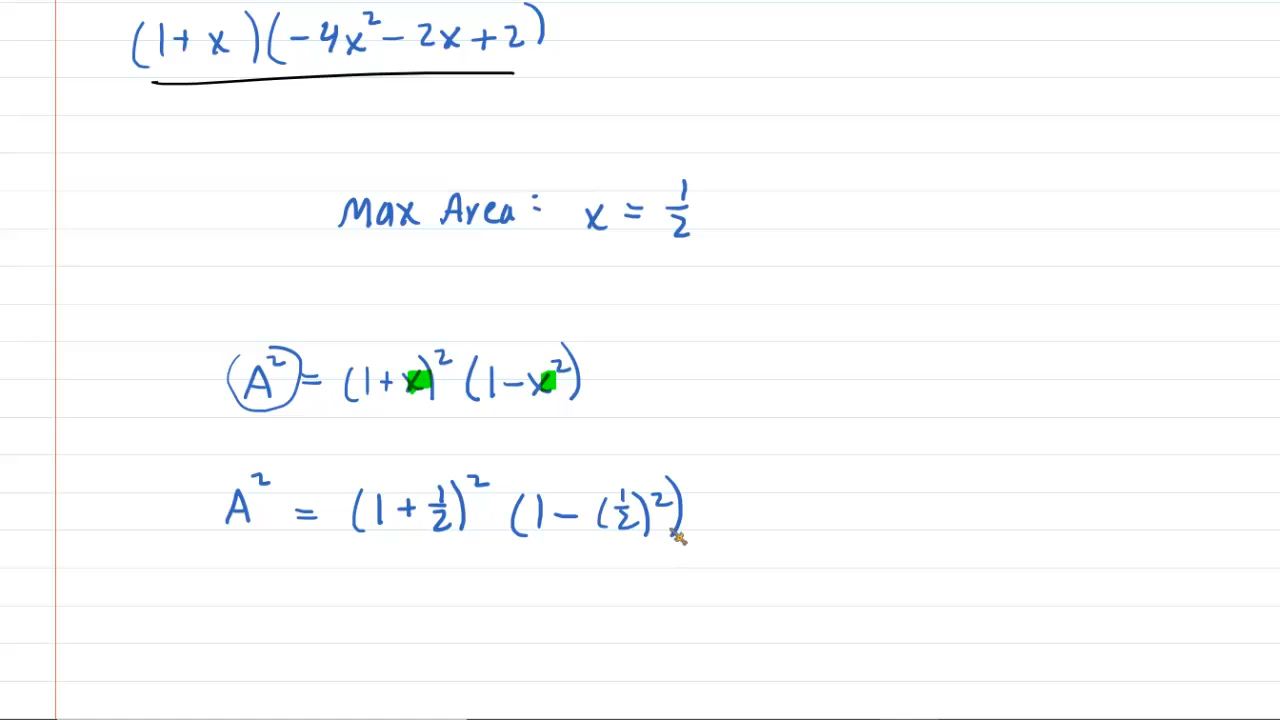 (1+x)(-4x²-2x+2)
Max Area: x = 1/2
A² = (1+x)² (1-x²)
A² = (1+1/2)² (1-(1/2)²)